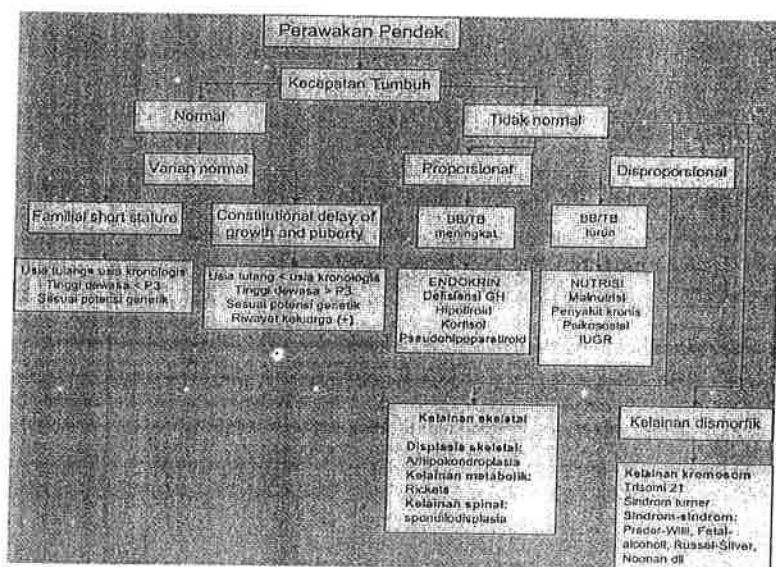 Perawakan Pendek
Kecepatan Tumbuh
Normal
Tidak normal
Varian normal
Proporsional
Disproporsional
Familial short stature
Constitutional delay of
growth and puberty
BB/TB
meningkat
BB/TB
turun
Usia tulang= usia kronologis
Tinggi dewasa < P3
Sesuai potensi genetik
Usia tulang < usia kronologis
Tinggi dewasa > P3
Sesuai potensi genetik
Riwayat keluarga (+)
ENDOKRIN
Defisiensi GH
Hipotiroid
Kortisol
Pseudohipoparatiroid
NUTRISI
Malnutrisi
Penyakit kronis
Psikososial
IUGR
Kelainan skeletal
Displasia skeletal:
A/hipokondroplasia
Kelainan metabolik:
Rickets
Kelainan spinal:
spondilodisplasia
Kelainan dismorfik
Kelainan kromosom
Trisomi 21
Sindrom turner
Sindrom-sindrom:
Prader-Willi, Fetal-
alcoholl, Russel-Silver,
Noonan dll